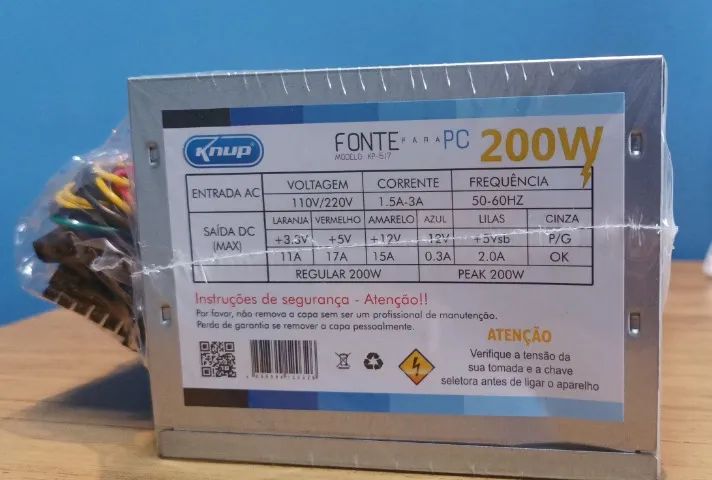 Knup
FONTE PARA PC 200W
MODELO KP-517
ENTRADA AC VOLTAGEM CORRENTE FREQUÊNCIA
110V/220V 1.5A-3A 50-60HZ
SAÍDA DC (MAX) LARANJA VERMELHO AMARELO AZUL LILAS CINZA
+3.3V +5V +12V -12V +5Vsb P/G
11A 17A 15A 0.3A 2.0A OK
REGULAR 200W PEAK 200W
Instruções de segurança - Atenção!!
Por favor, não remova a capa sem ser um profissional de manutenção.
Perda de garantia se remover a capa pessoalmente.
ATENÇÃO
Verifique a tensão da
sua tomada e a chave
seletora antes de ligar o aparelho